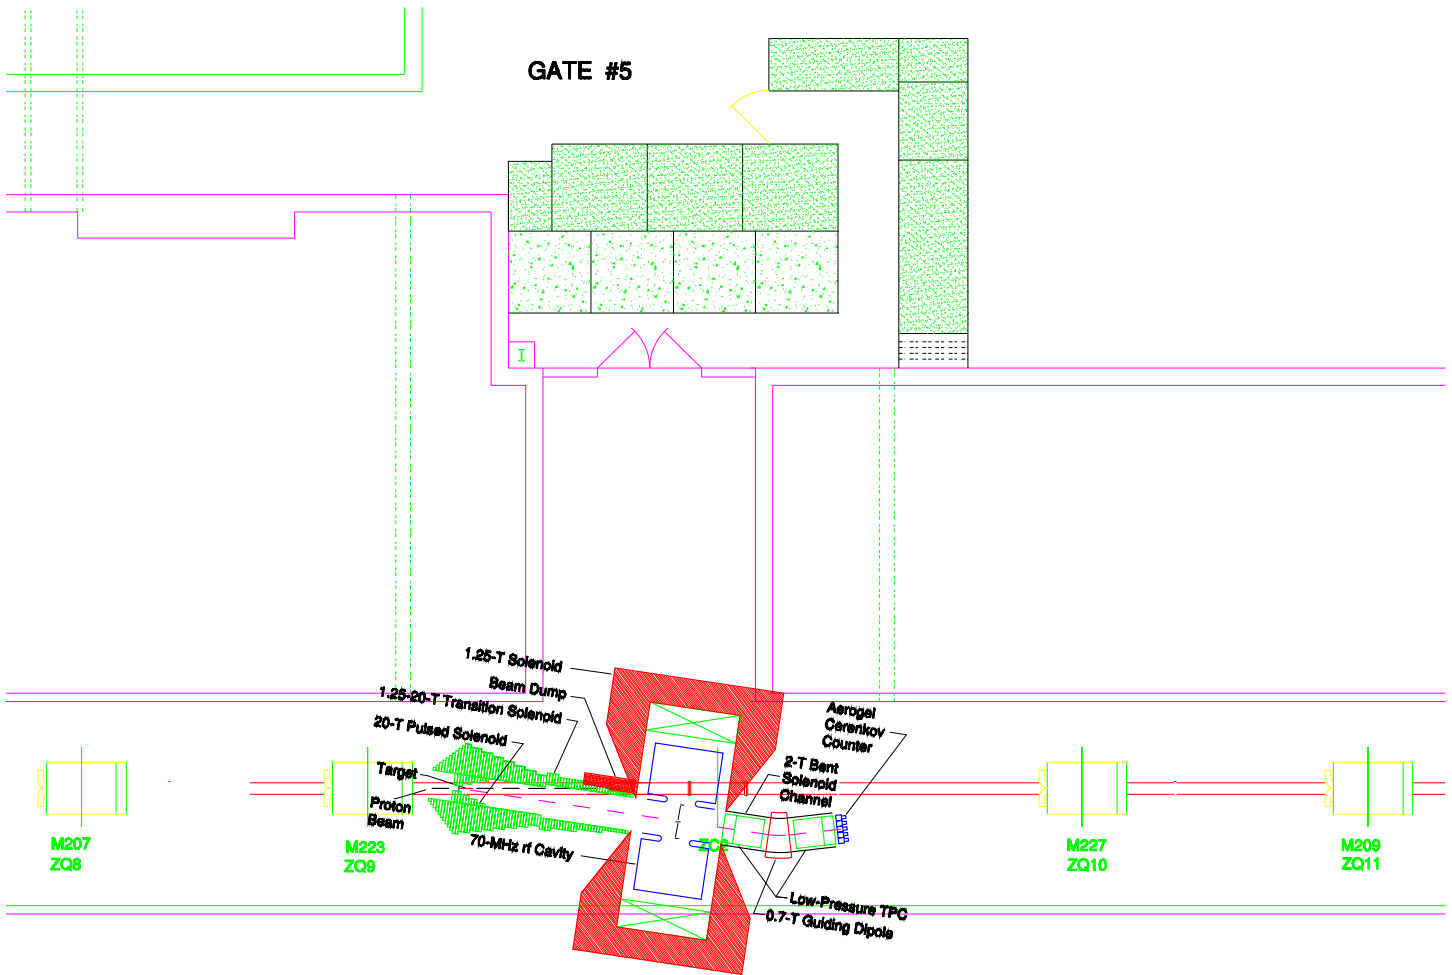 GATE #5
I
1.25-T Solenoid
Beam Dump
1.25-20-T Transition Solenoid
20-T Pulsed Solenoid
Target
Proton
Beam
70-MHz rf Cavity
Aerogel
Cerenkov
Counter
2-T Bent
Solenoid
Channel
Low-Pressure TPC
0.7-T Guiding Dipole
M207
ZQ8
M223
ZQ9
M227
ZQ10
M209
ZQ11